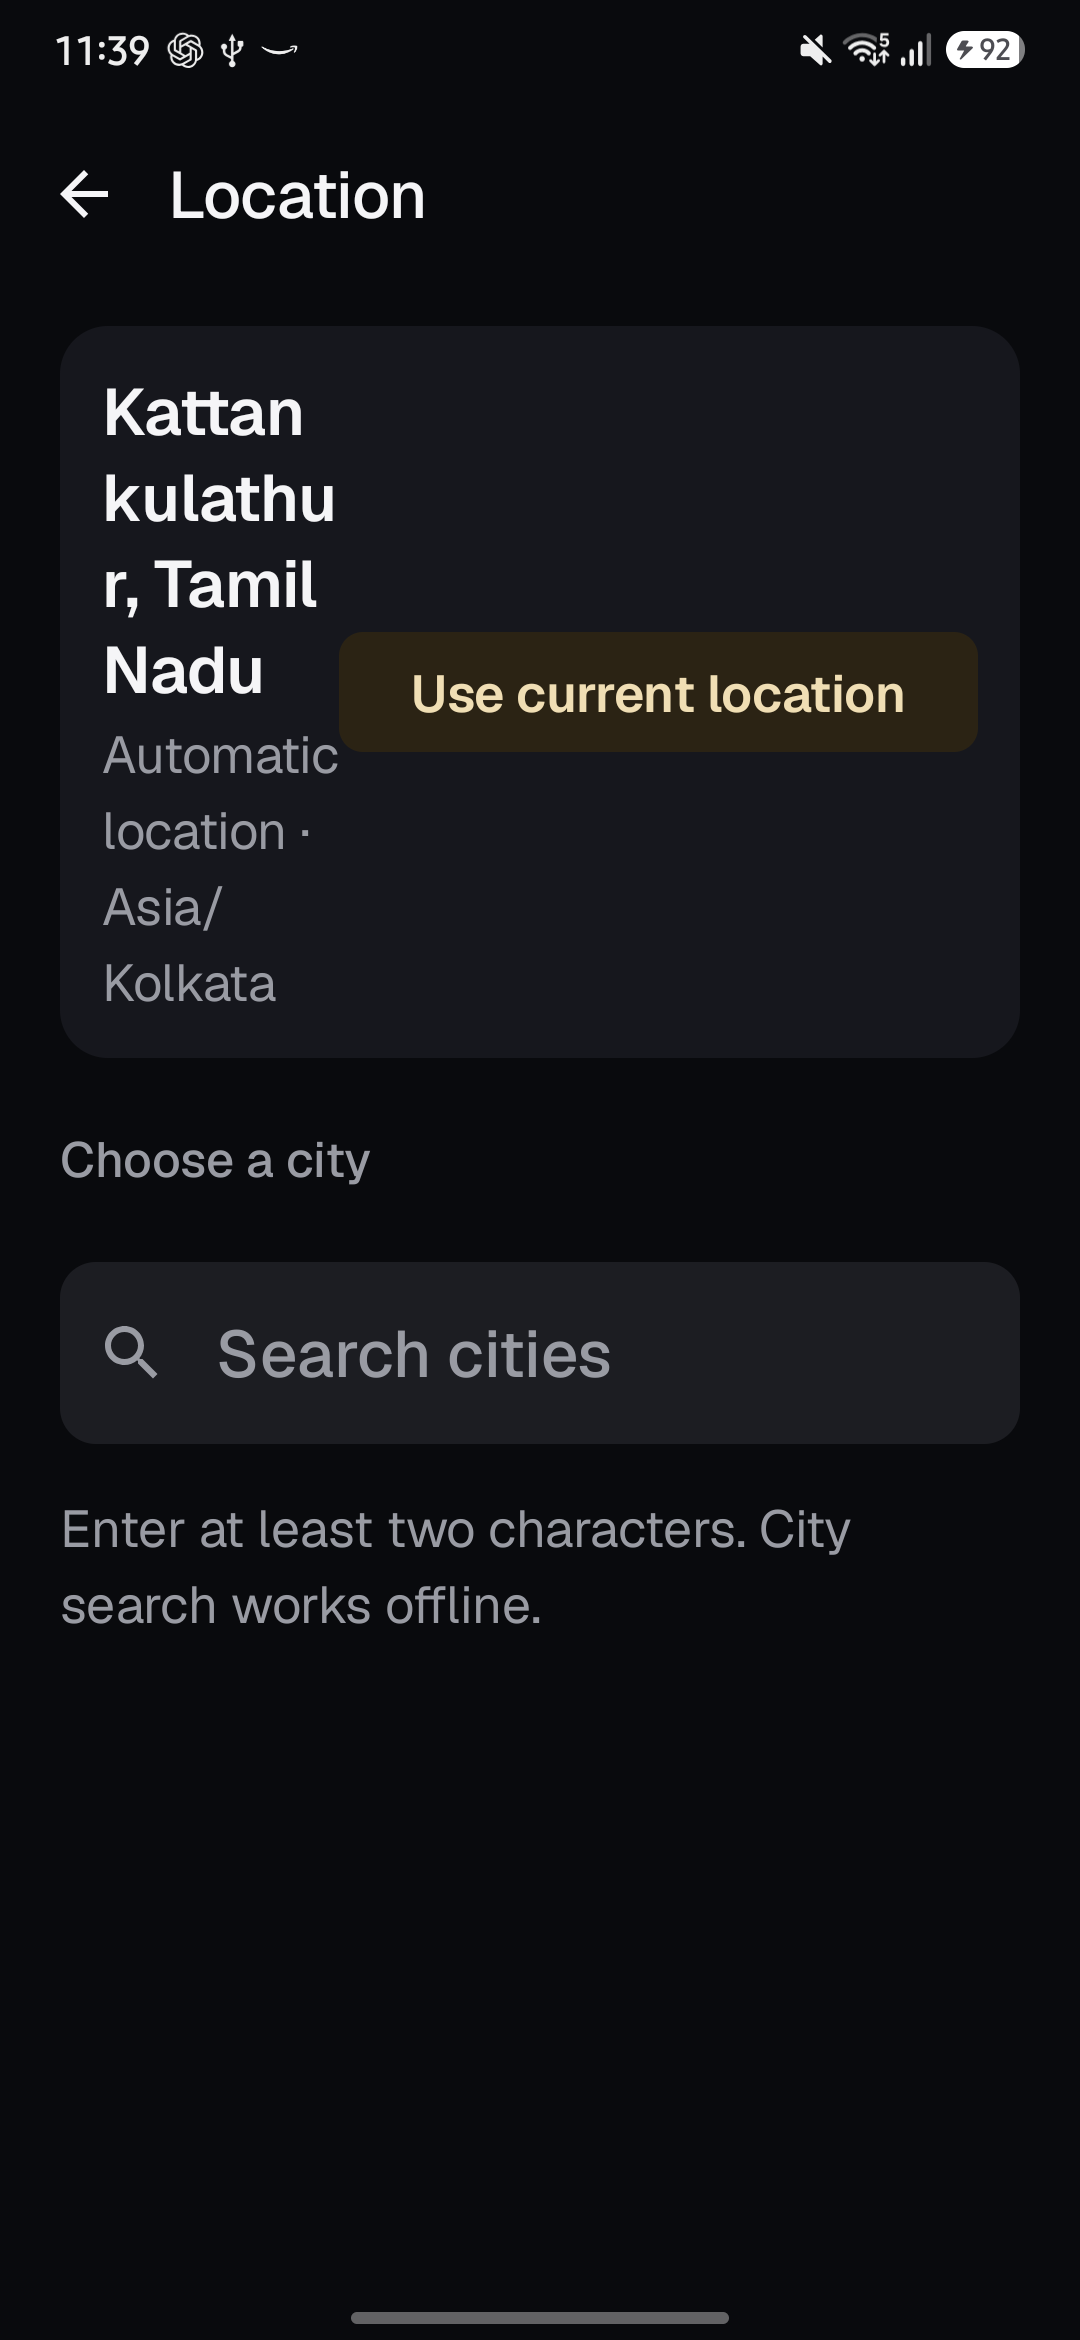 11:39
5
92
Location
Kattan
kulathu
r, Tamil
Nadu
Automatic
location ·
Asia/
Kolkata
Use current location
Choose a city
Search cities
Enter at least two characters. City
search works offline.